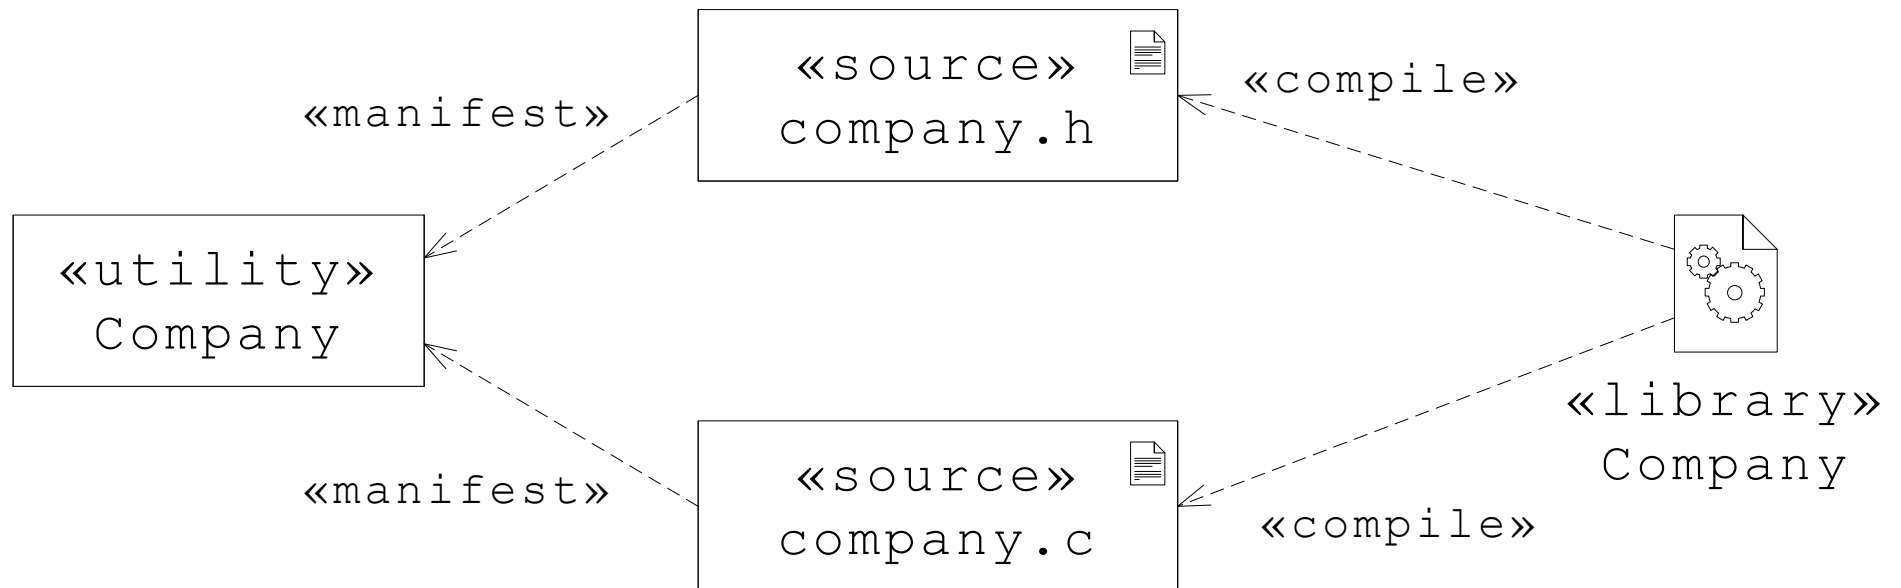 «source»
company.h
«compile»
«manifest»
«utility»
Company
«library»
Company
«source»
company.c
«manifest»
«compile»